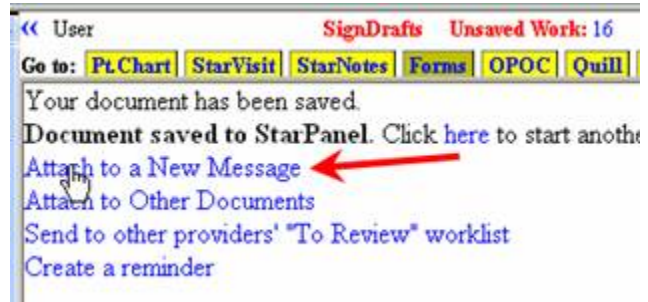 « User SignDrafts Unsaved Work: 16
Go to: Pt.Chart StarVisit StarNotes Forms OPOC Quill
Your document has been saved.
Document saved to StarPanel. Click here to start anothe
Attach to a New Message
Attach to Other Documents
Send to other providers' "To Review" worklist
Create a reminder